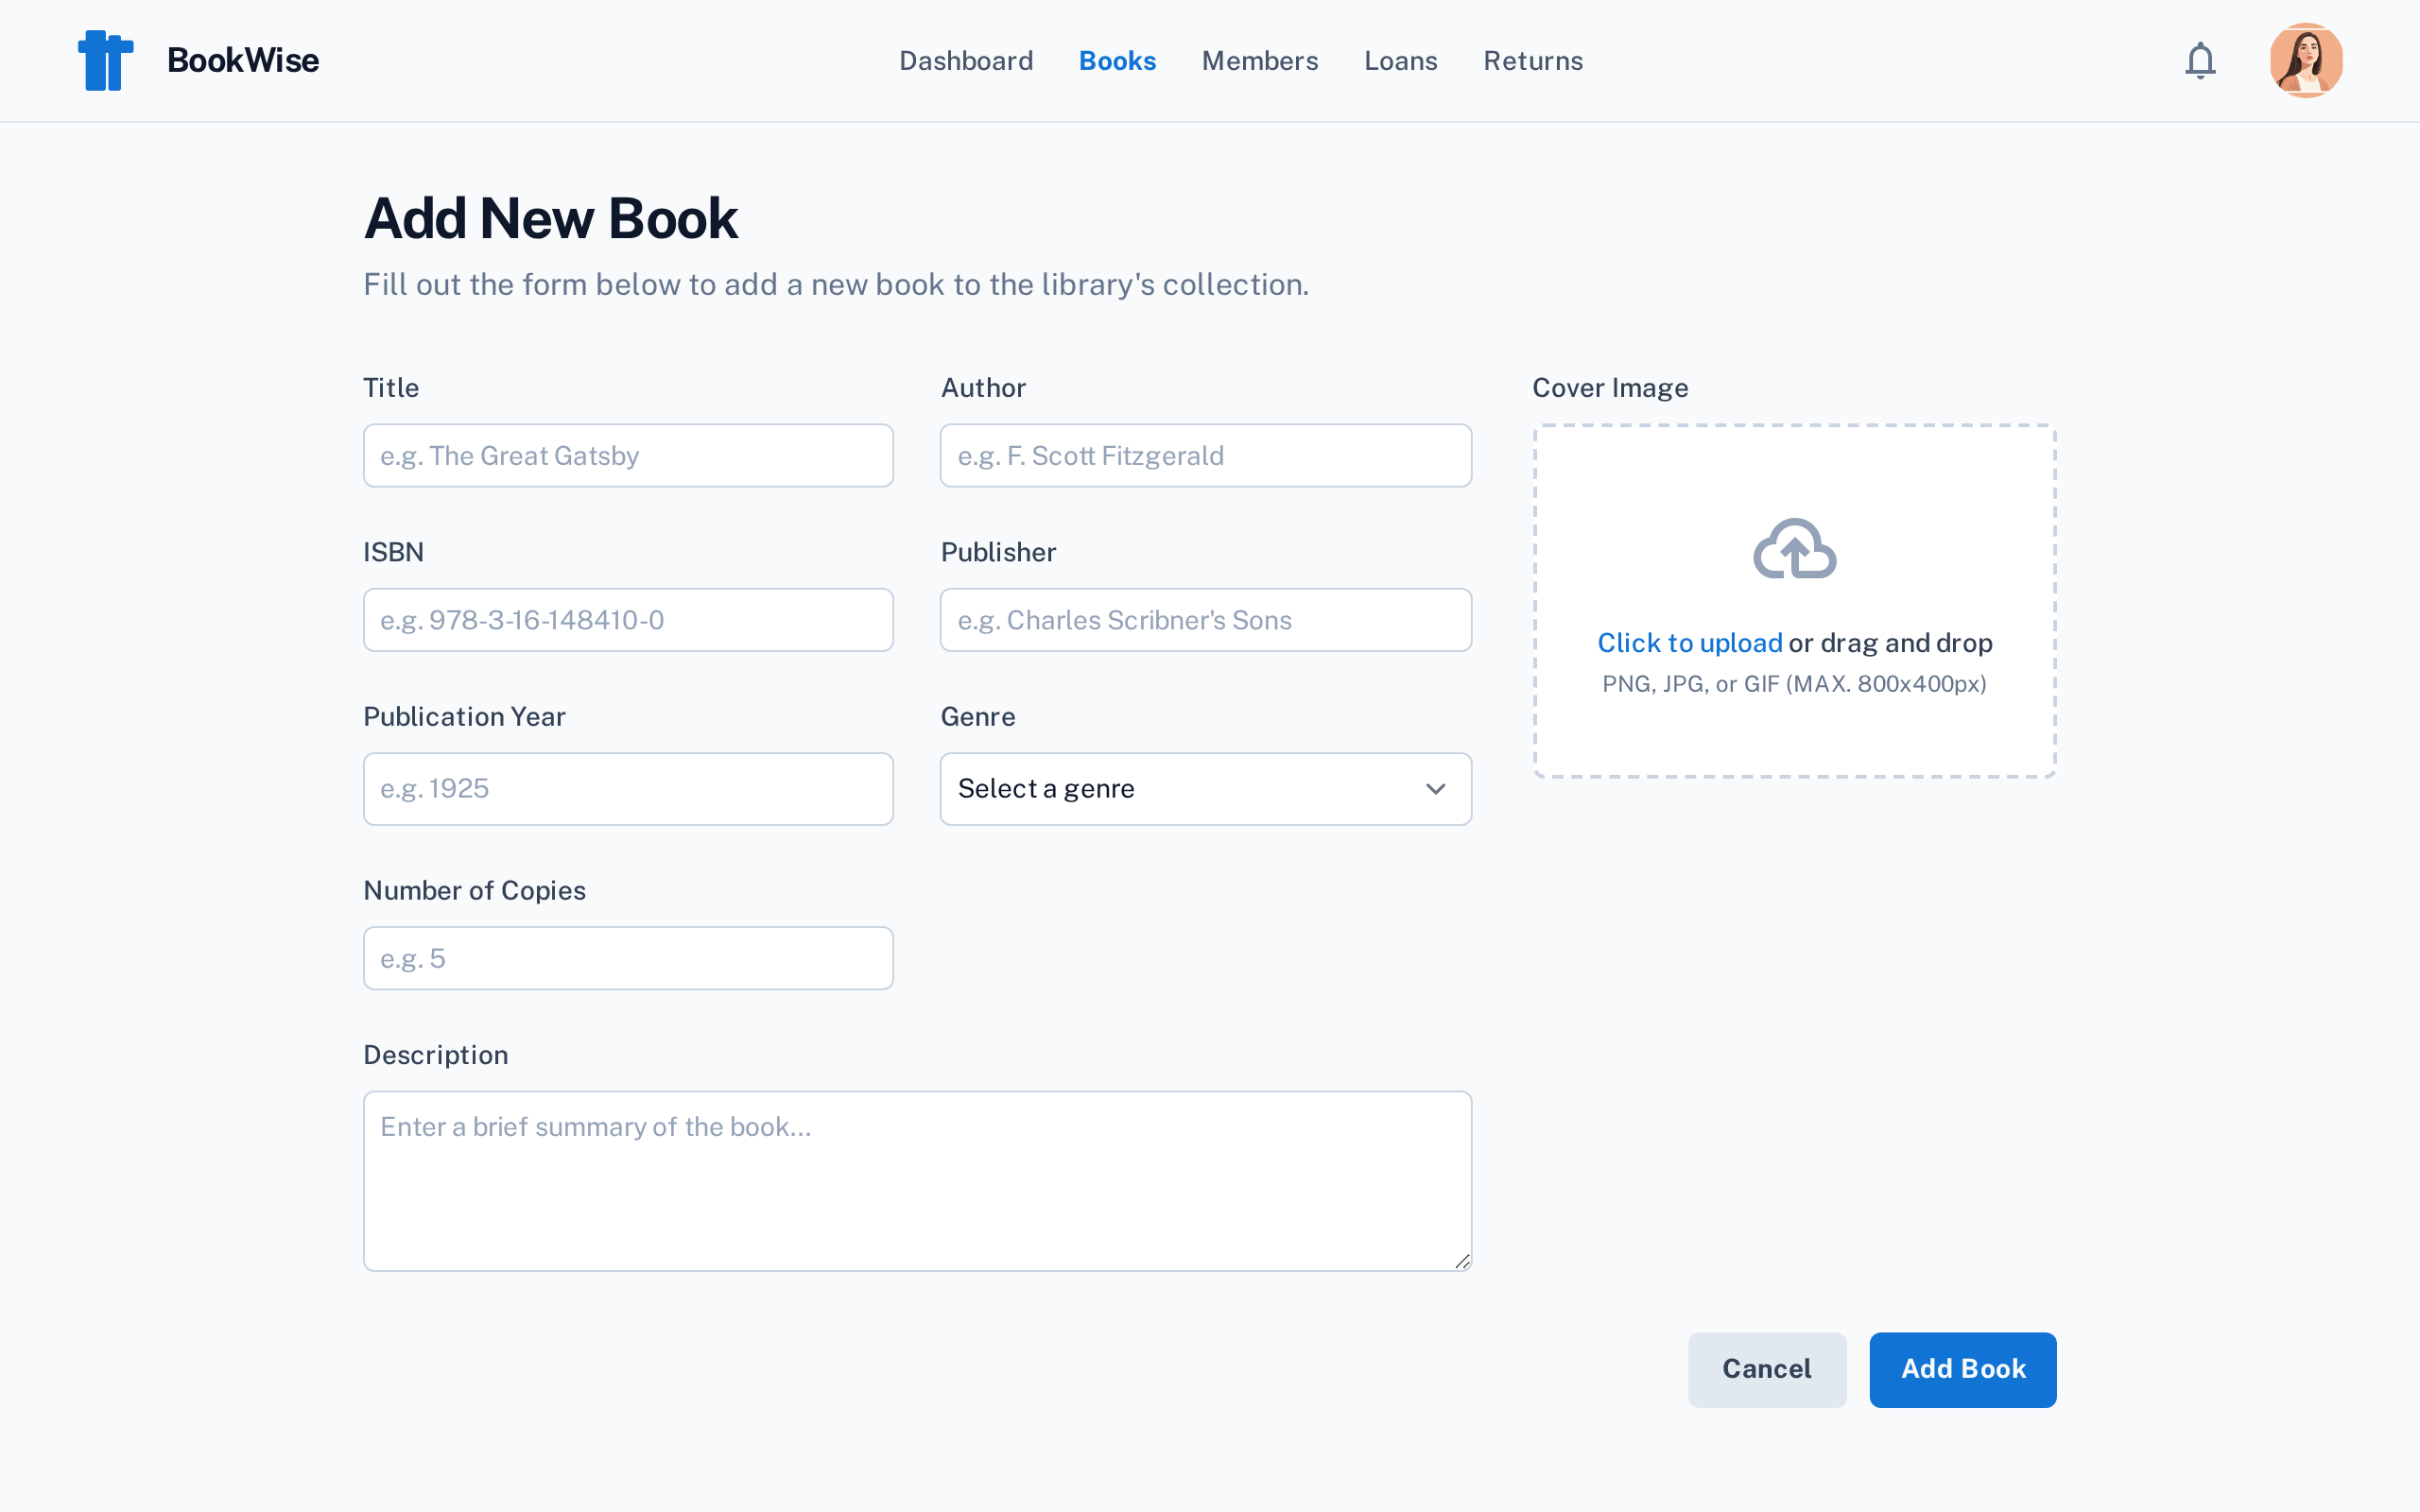 BookWise
Dashboard Books Members Loans Returns
Add New Book
Fill out the form below to add a new book to the library's collection.
Title
e.g. The Great Gatsby
Author
e.g. F. Scott Fitzgerald
ISBN
e.g. 978-3-16-148410-0
Publisher
e.g. Charles Scribner's Sons
Publication Year
e.g. 1925
Genre
Select a genre
Number of Copies
e.g. 5
Description
Enter a brief summary of the book...
Cover Image
Click to upload or drag and drop
PNG, JPG, or GIF (MAX. 800x400px)
Cancel
Add Book